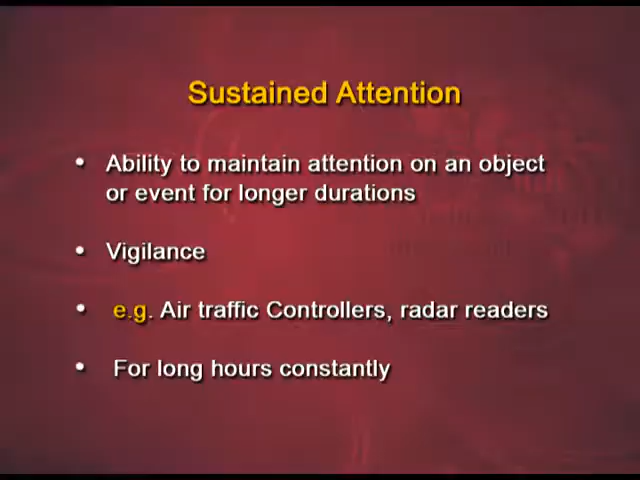 Sustained Attention
• Ability to maintain attention on an object
or event for longer durations
• Vigilance
• e.g. Air traffic Controllers, radar readers
• For long hours constantly